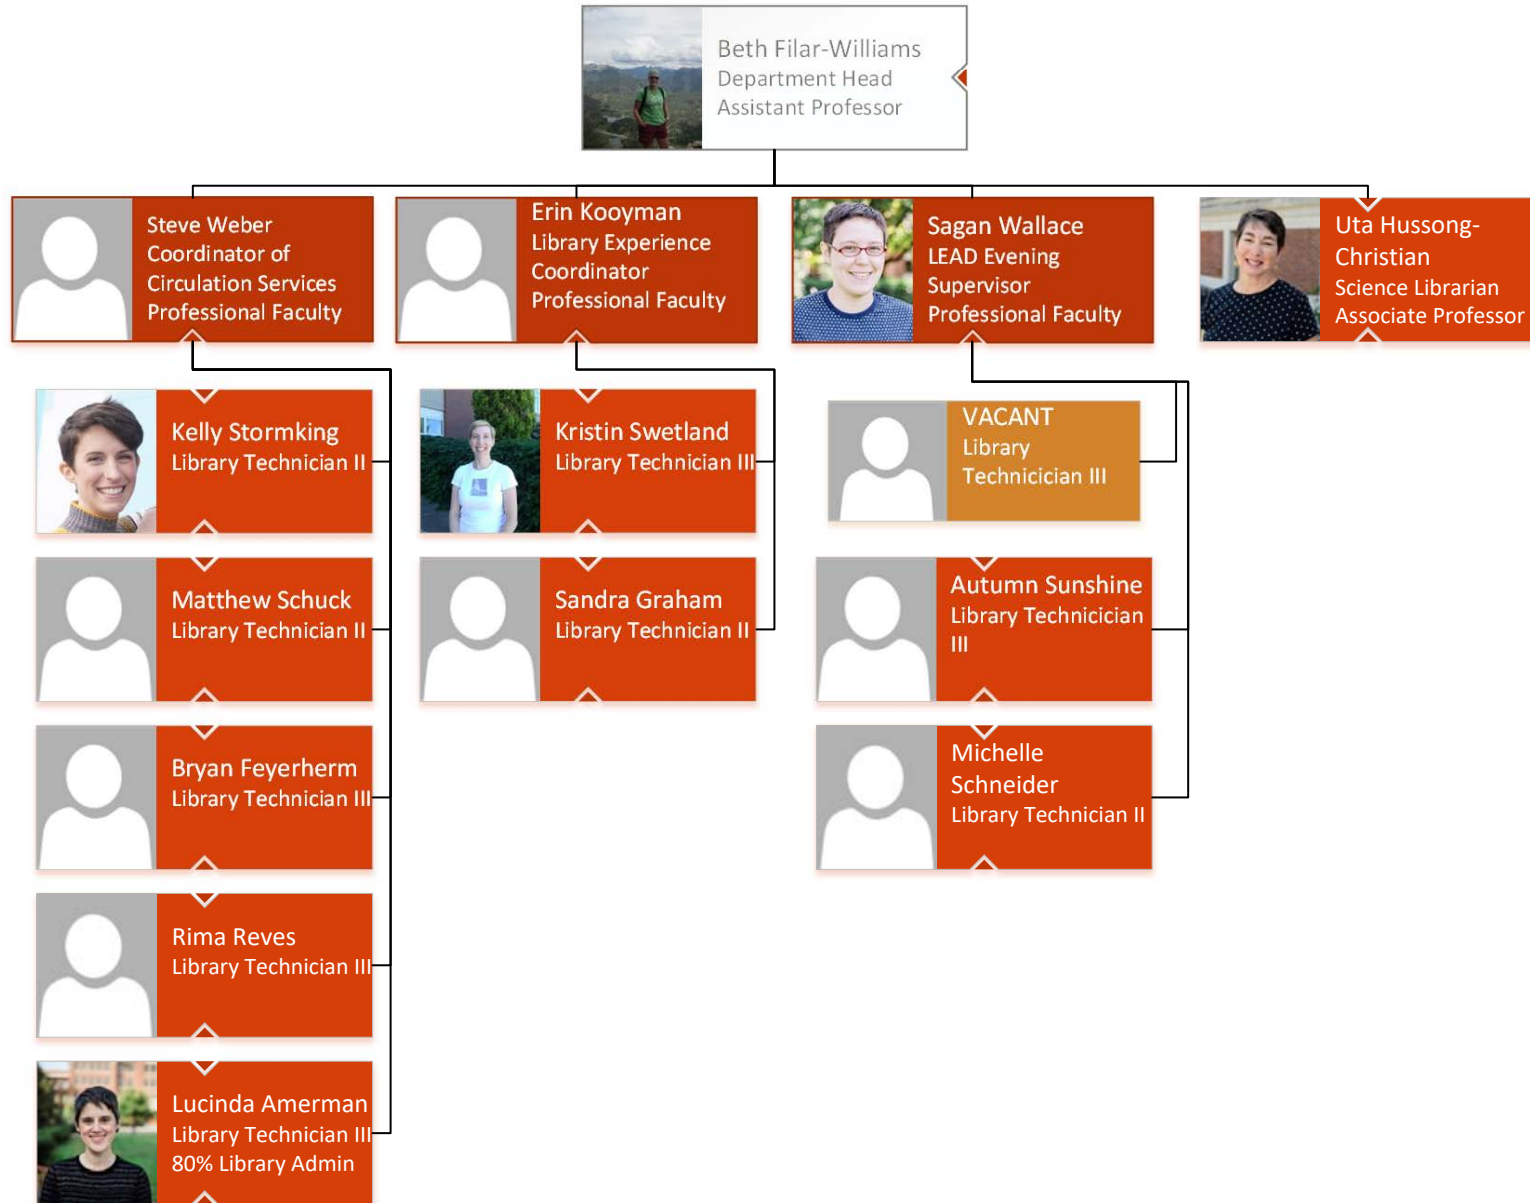 Beth Filar-Williams
Department Head
Assistant Professor
Steve Weber
Coordinator of
Circulation Services
Professional Faculty
Erin Kooyman
Library Experience
Coordinator
Professional Faculty
Sagan Wallace
LEAD Evening
Supervisor
Professional Faculty
Uta Hussong-
Christian
Science Librarian
Associate Professor
Kelly Stormking
Library Technician II
Matthew Schuck
Library Technician II
Bryan Feyerherm
Library Technician III
Rima Reves
Library Technician III
Lucinda Amerman
Library Technician III
80% Library Admin
Kristin Swetland
Library Technician III
Sandra Graham
Library Technician II
VACANT
Library
Technicician III
Autumn Sunshine
Library Technicician
III
Michelle
Schneider
Library Technician II